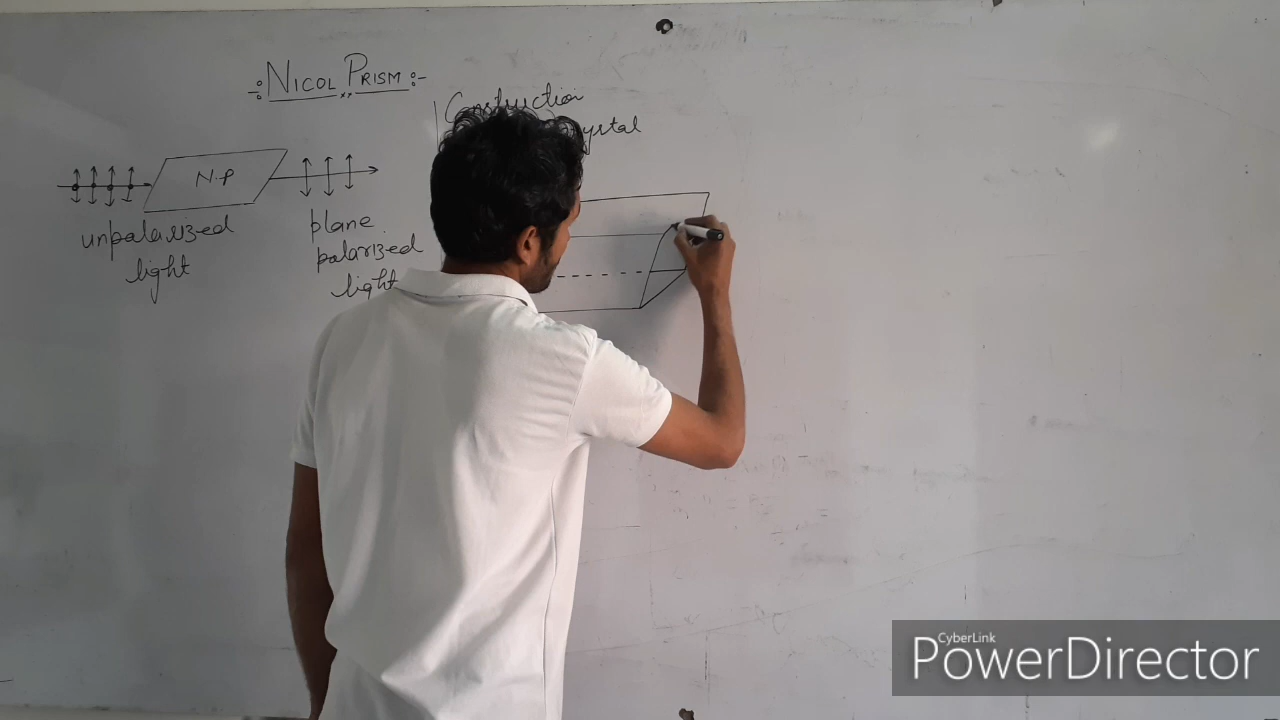 NICOL PRISM
Construction
N.P
unpolarized
light
plane
polarized
light
CyberLink
PowerDirector